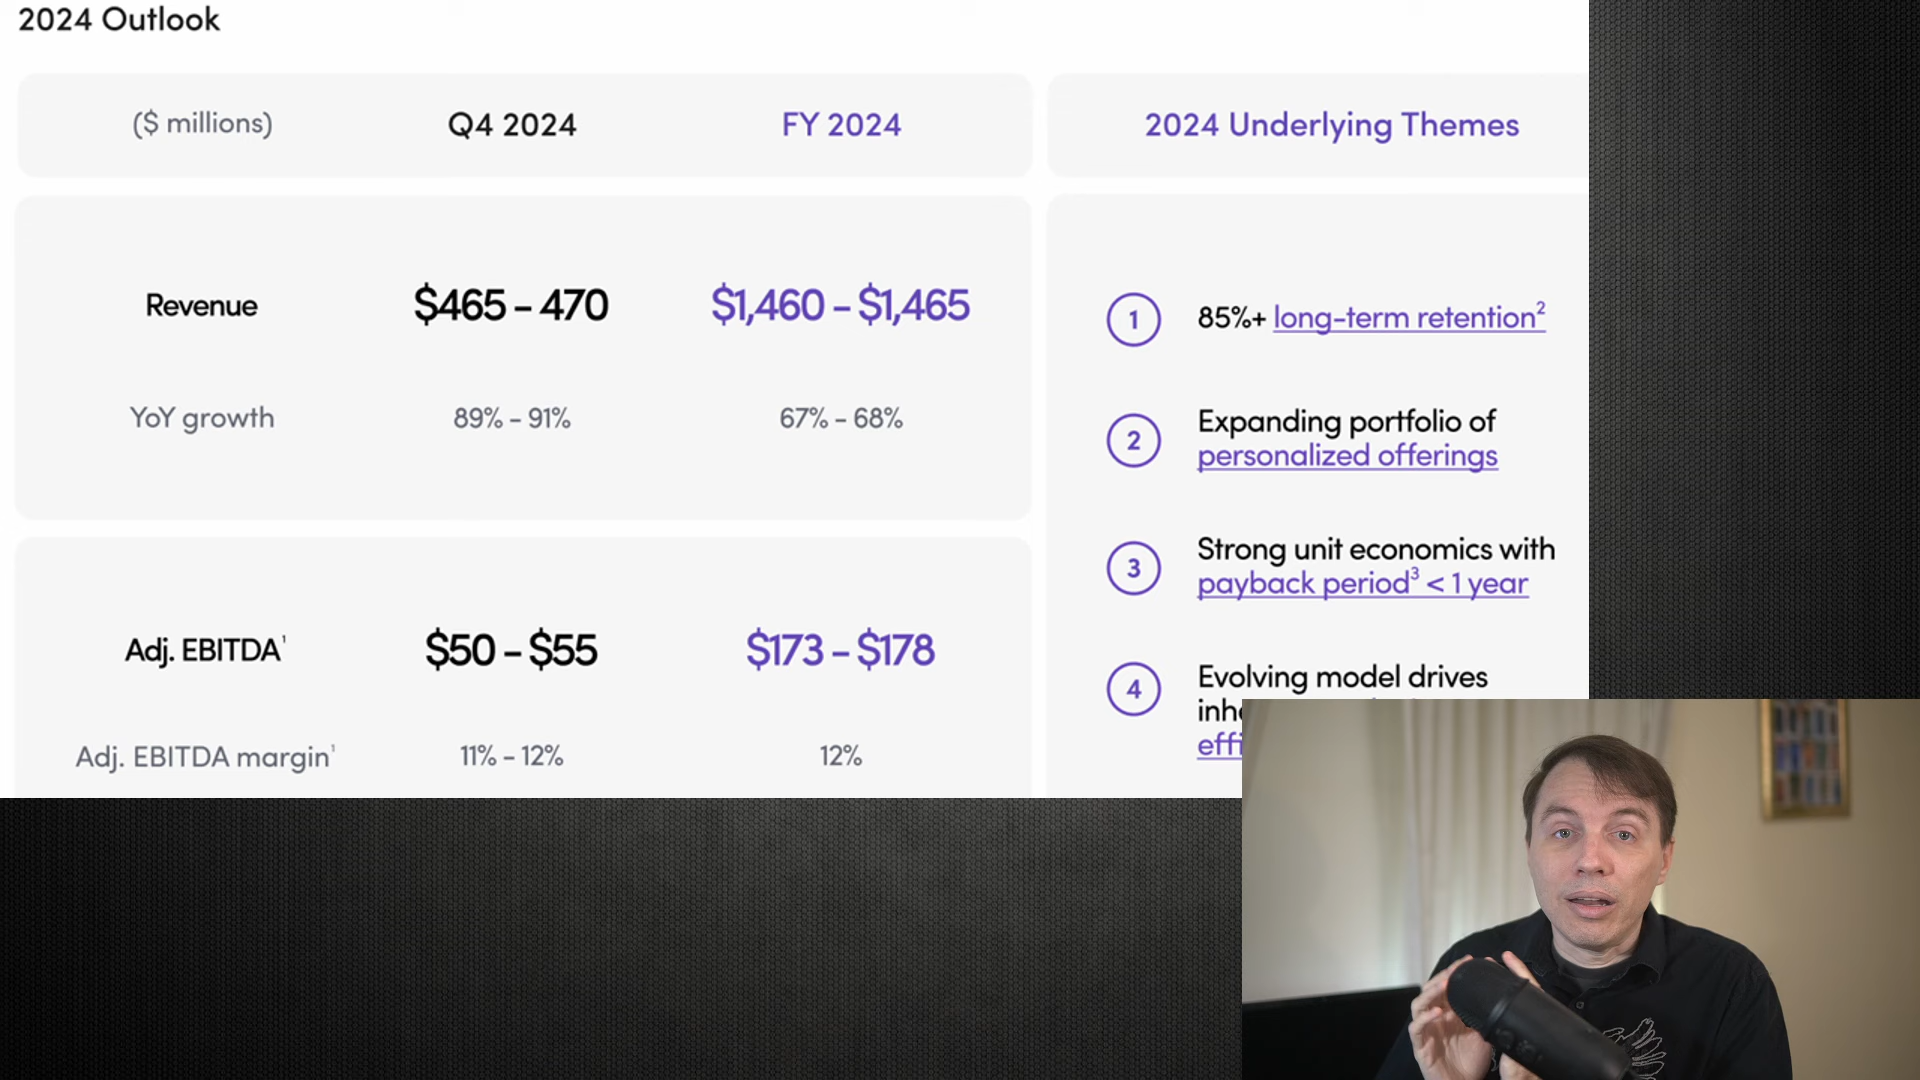 2024 Outlook
($ millions) Q4 2024 FY 2024
Revenue $465 – 470 $1,460 – $1,465
YoY growth 89% – 91% 67% – 68%
Adj. EBITDA¹ $50 – $55 $173 – $178
Adj. EBITDA margin¹ 11% – 12% 12%
2024 Underlying Themes
1 85%+ long-term retention²
2 Expanding portfolio of
personalized offerings
3 Strong unit economics with
payback period³ < 1 year
4 Evolving model drives